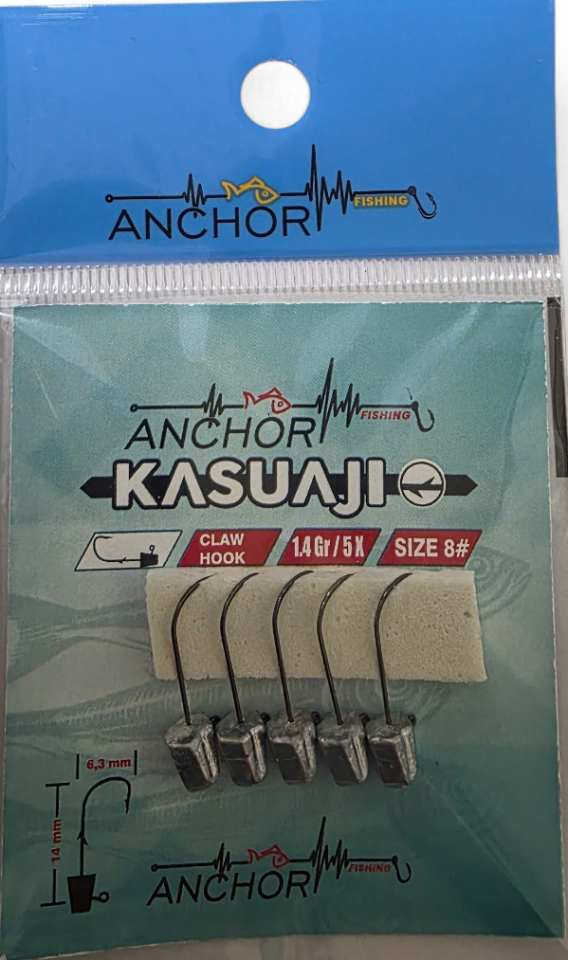 ANCHOR FISHING
ANCHOR FISHING
KASUAJI
CLAW HOOK
1.4 Gr / 5 X
SIZE 8#
6,3 mm
14 mm
ANCHOR FISHING